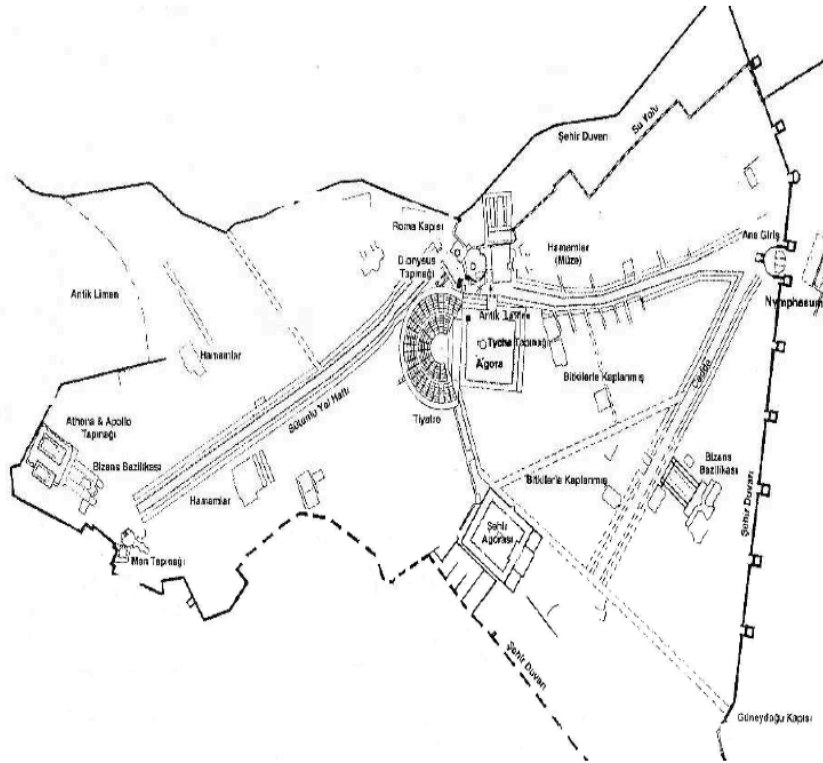 Şehir Duvarı
Su Yolu
Roma Kapısı
Dionysus
Tapınağı
Hamamlar
(Müze)
Ana Giriş
Nymphaeum
Antik Liman
Antik
Tyche Tapınağı
Agora
Hamamlar
Bitkilerle Kaplanmış
Cadde
Sütunlu Yol Hattı
Tiyatro
Athena & Apollo
Tapınağı
Bizans Bazilikası
Bizans
Bazilikası
Bitkilerle Kaplanmış
Hamamlar
Şehir Duvarı
Şehir
Agorası
Men Tapınağı
Şehir Duvarı
Güneydoğu Kapısı